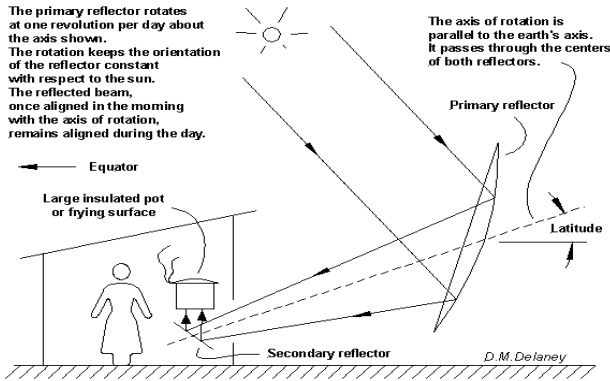 The primary reflector rotates
at one revolution per day about
the axis shown.
The rotation keeps the orientation
of the reflector constant
with respect to the sun.
The reflected beam,
once aligned in the morning
with the axis of rotation,
remains aligned during the day.
The axis of rotation is
parallel to the earth's axis.
It passes through the centers
of both reflectors.
Primary reflector
Equator
Large insulated pot
or frying surface
Latitude
Secondary reflector
D.M.Delaney